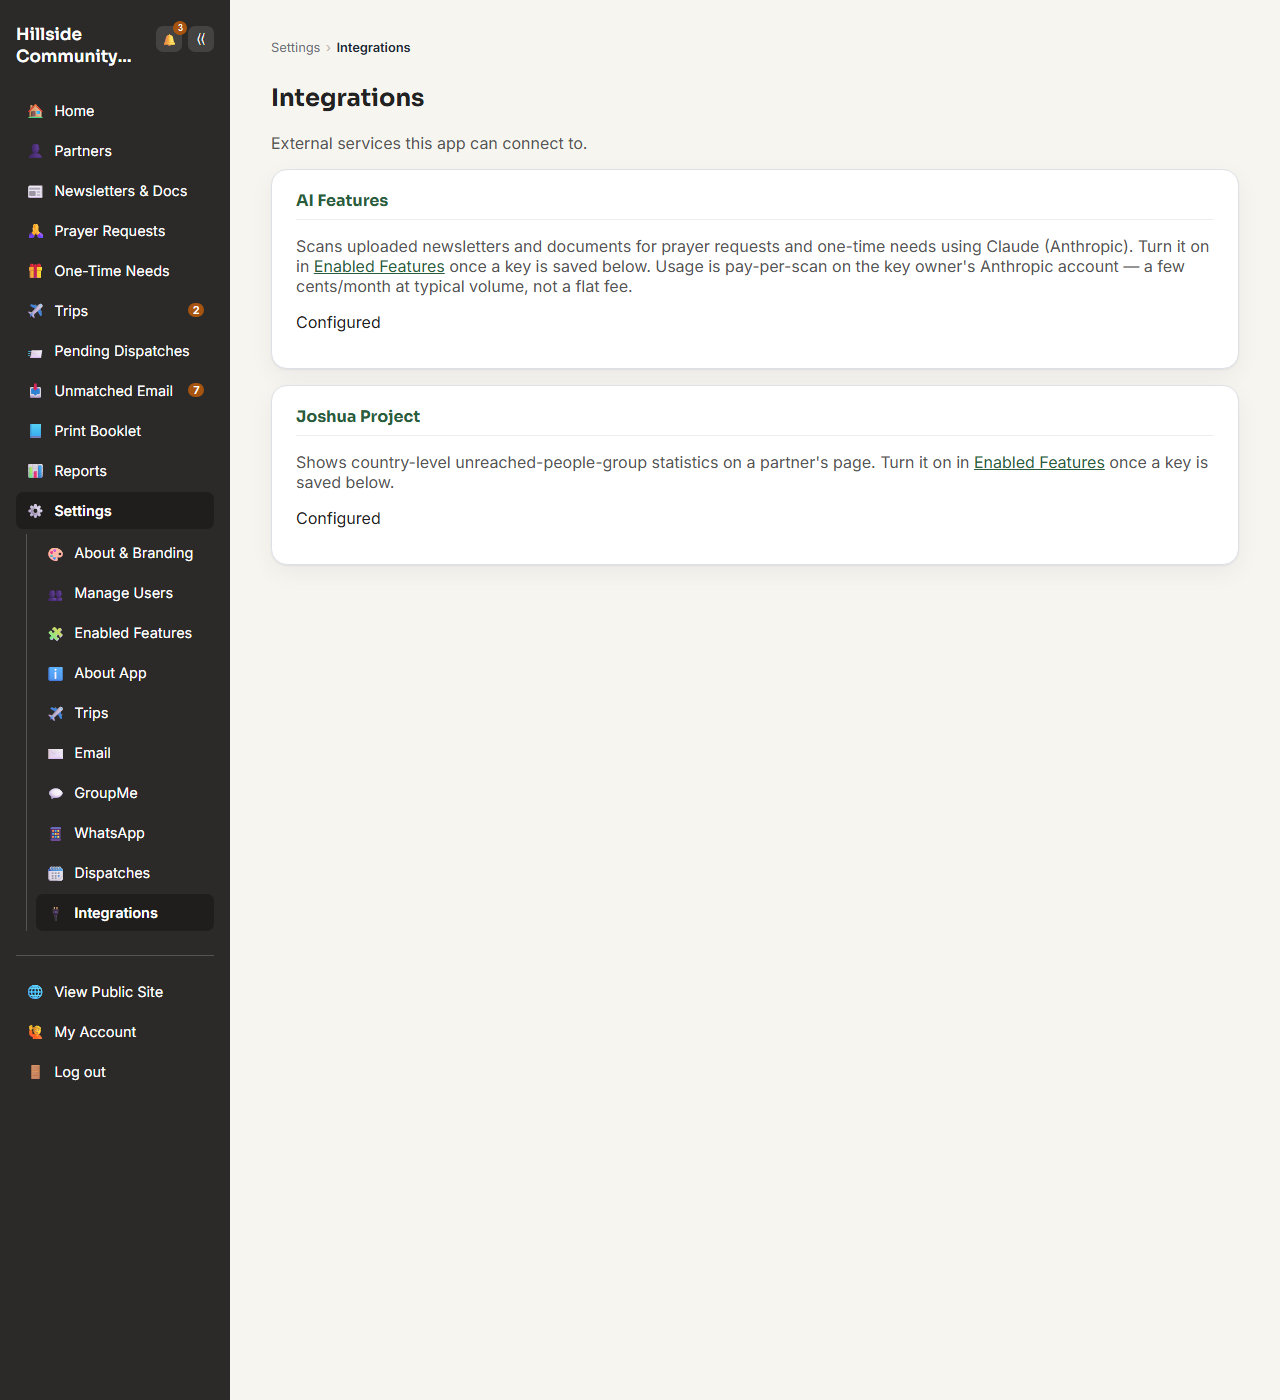 Hillside
Community...
3
Home
Partners
Newsletters & Docs
Prayer Requests
One-Time Needs
Trips 2
Pending Dispatches
Unmatched Email 7
Print Booklet
Reports
Settings
About & Branding
Manage Users
Enabled Features
About App
Trips
Email
GroupMe
WhatsApp
Dispatches
Integrations
View Public Site
My Account
Log out
Settings › Integrations
Integrations
External services this app can connect to.
AI Features
Scans uploaded newsletters and documents for prayer requests and one-time needs using Claude (Anthropic). Turn it on
in Enabled Features once a key is saved below. Usage is pay-per-scan on the key owner's Anthropic account — a few
cents/month at typical volume, not a flat fee.
Configured
Joshua Project
Shows country-level unreached-people-group statistics on a partner's page. Turn it on in Enabled Features once a key is
saved below.
Configured